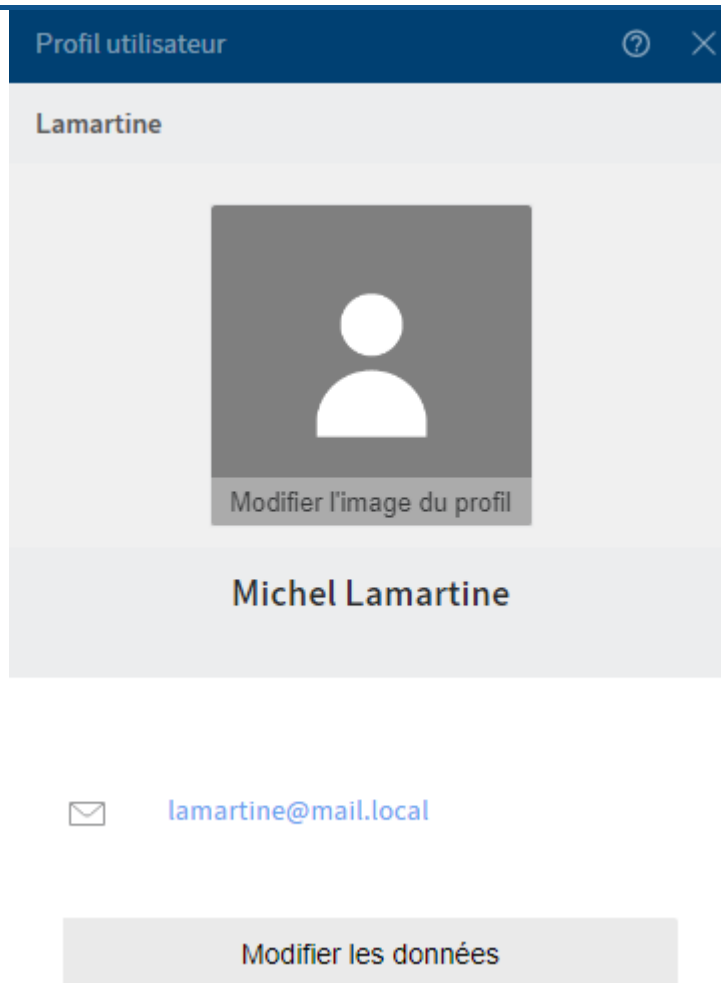 Profil utilisateur
Lamartine
Modifier l'image du profil
Michel Lamartine
lamartine@mail.local
Modifier les données